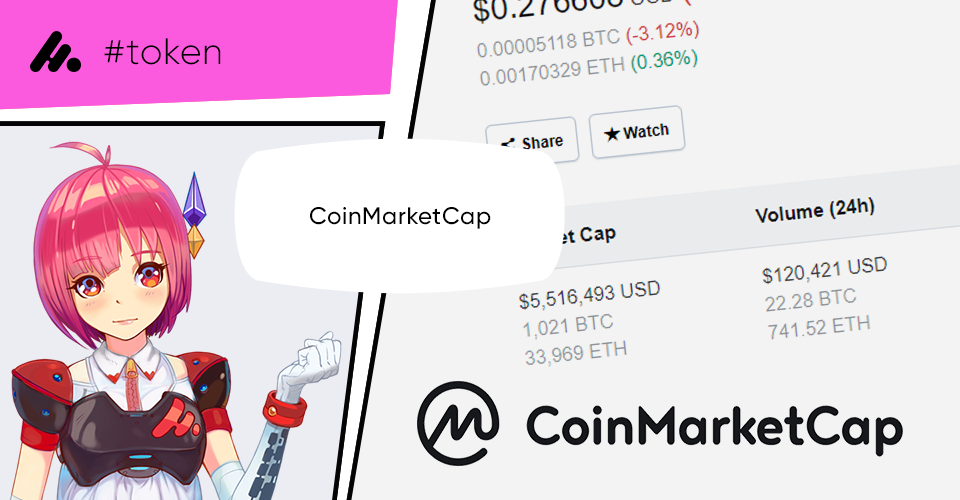 #token
CoinMarketCap
0.00005118 BTC (-3.12%)
0.00170329 ETH (0.36%)
Share
Watch
Cap
Volume (24h)
$5,516,493 USD
$120,421 USD
1,021 BTC
22.28 BTC
33,969 ETH
741.52 ETH
CoinMarketCap